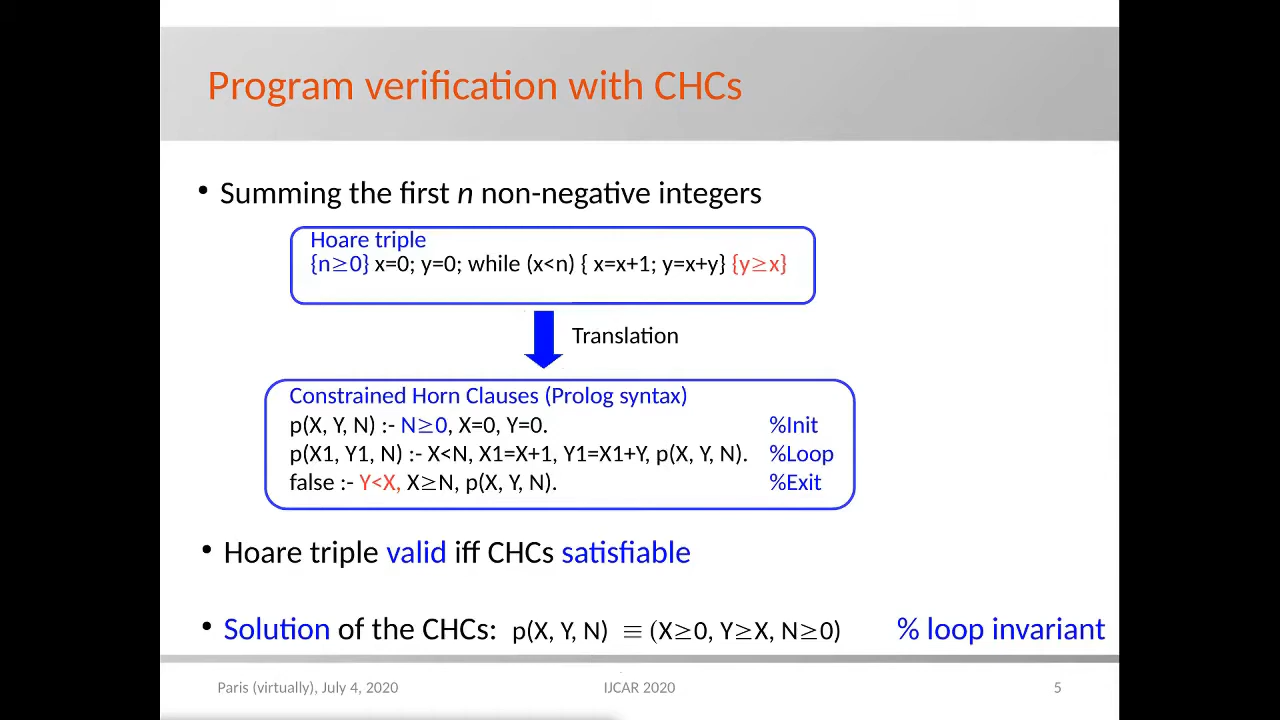 Program verification with CHCs
• Summing the first n non-negative integers
Hoare triple
{n≥0} x=0; y=0; while (x<n) { x=x+1; y=x+y} {y≥x}
Translation
Constrained Horn Clauses (Prolog syntax)
p(X, Y, N) :- N≥0, X=0, Y=0. %Init
p(X1, Y1, N) :- X<N, X1=X+1, Y1=X1+Y, p(X, Y, N). %Loop
false :- Y<X, X≥N, p(X, Y, N). %Exit
• Hoare triple valid iff CHCs satisfiable
• Solution of the CHCs: p(X, Y, N) ≡ (X≥0, Y≥X, N≥0) % loop invariant
Paris (virtually), July 4, 2020 IJCAR 2020 5